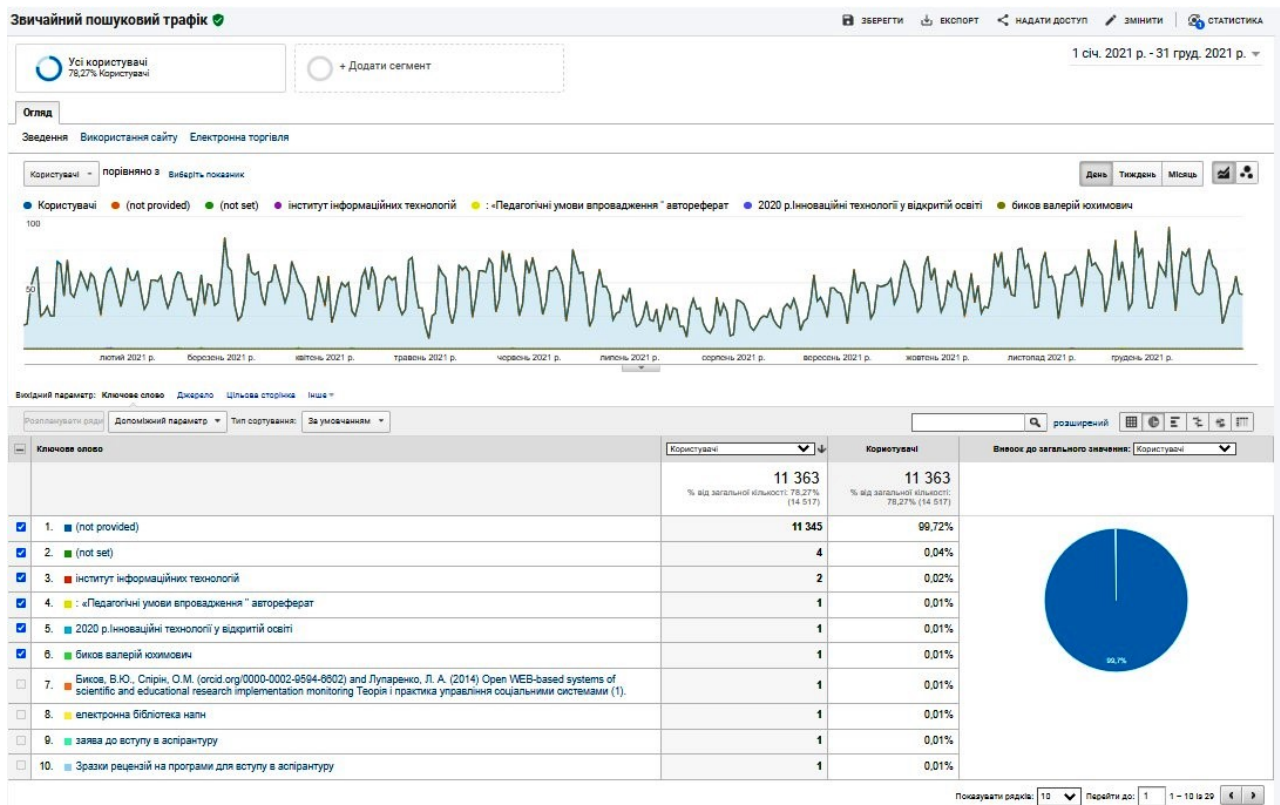 Звичайний пошуковий трафік
ЗБЕРЕГТИ ЕКСПОРТ НАДАТИ ДОСТУП ЗМІНИТИ СТАТИСТИКА
Усі користувачі
78,27% Користувачі
+ Додати сегмент
1 січ. 2021 р. - 31 груд. 2021 р.
Огляд
Зведення Використання сайту Електронна торгівля
Користувачі порівняно з Виберіть показник
День Тиждень Місяць
Користувачі (not provided) (not set) інститут інформаційних технологій : «Педагогічні умови впровадження " автореферат 2020 р.Інноваційні технології у відкритій освіті биков валерій юхимович
100
50
лютий 2021 р. березень 2021 р. квітень 2021 р. травень 2021 р. червень 2021 р. липень 2021 р. серпень 2021 р. вересень 2021 р. жовтень 2021 р. листопад 2021 р. грудень 2021 р.
Вихідний параметр: Ключове слово Джерело Цільова сторінка Інше
Розпланувати ряди Допоміжний параметр Тип сортування: За умовчанням
розширений
Ключове слово Користувачі Користувачі Внесок до загального значення: Користувачі
11 363 11 363
% від загальної кількості: 78,27% % від загальної кількості:
(14 517) 78,27% (14 517)
1. (not provided) 11 345 99,72%
2. (not set) 4 0,04%
3. інститут інформаційних технологій 2 0,02%
4. : «Педагогічні умови впровадження " автореферат 1 0,01%
5. 2020 р.Інноваційні технології у відкритій освіті 1 0,01%
6. биков валерій юхимович 1 0,01%
99,7%
7. Биков, В.Ю., Спірін, О.М. (orcid.org/0000-0002-9594-6602) and Лупаренко, Л. А. (2014) Open WEB-based systems of
scientific and educational research implementation monitoring Теорія і практика управління соціальними системами (1). 1 0,01%
8. електронна бібліотека напн 1 0,01%
9. заява до вступу в аспірантуру 1 0,01%
10. Зразки рецензій на програми для вступу в аспірантуру 1 0,01%
Показувати рядків: 10 Перейти до: 1 1 – 10 із 29